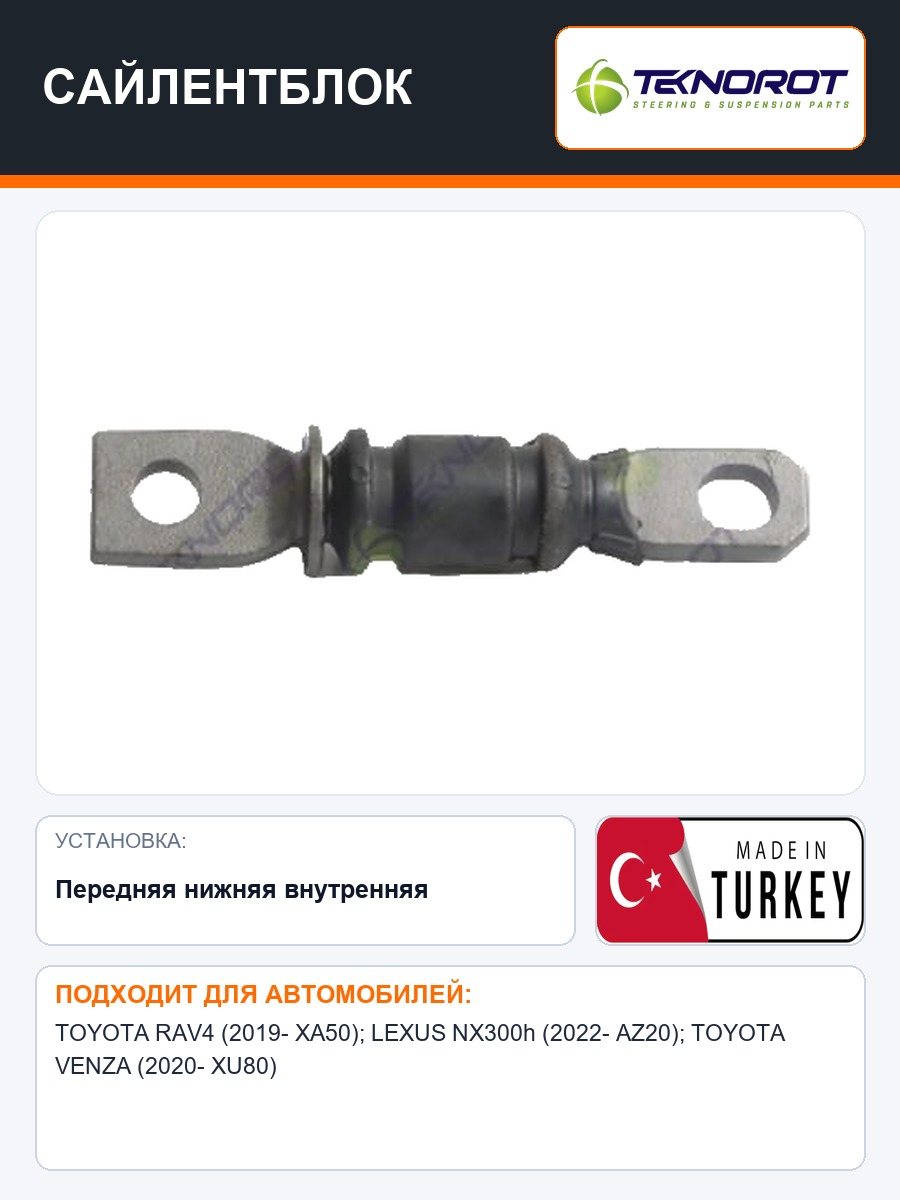 САЙЛЕНТБЛОК
TEKNOROT
STEERING & SUSPENSION PARTS
УСТАНОВКА:
Передняя нижняя внутренняя
MADE IN
TURKEY
ПОДХОДИТ ДЛЯ АВТОМОБИЛЕЙ:
TOYOTA RAV4 (2019- XA50); LEXUS NX300h (2022- AZ20); TOYOTA
VENZA (2020- XU80)